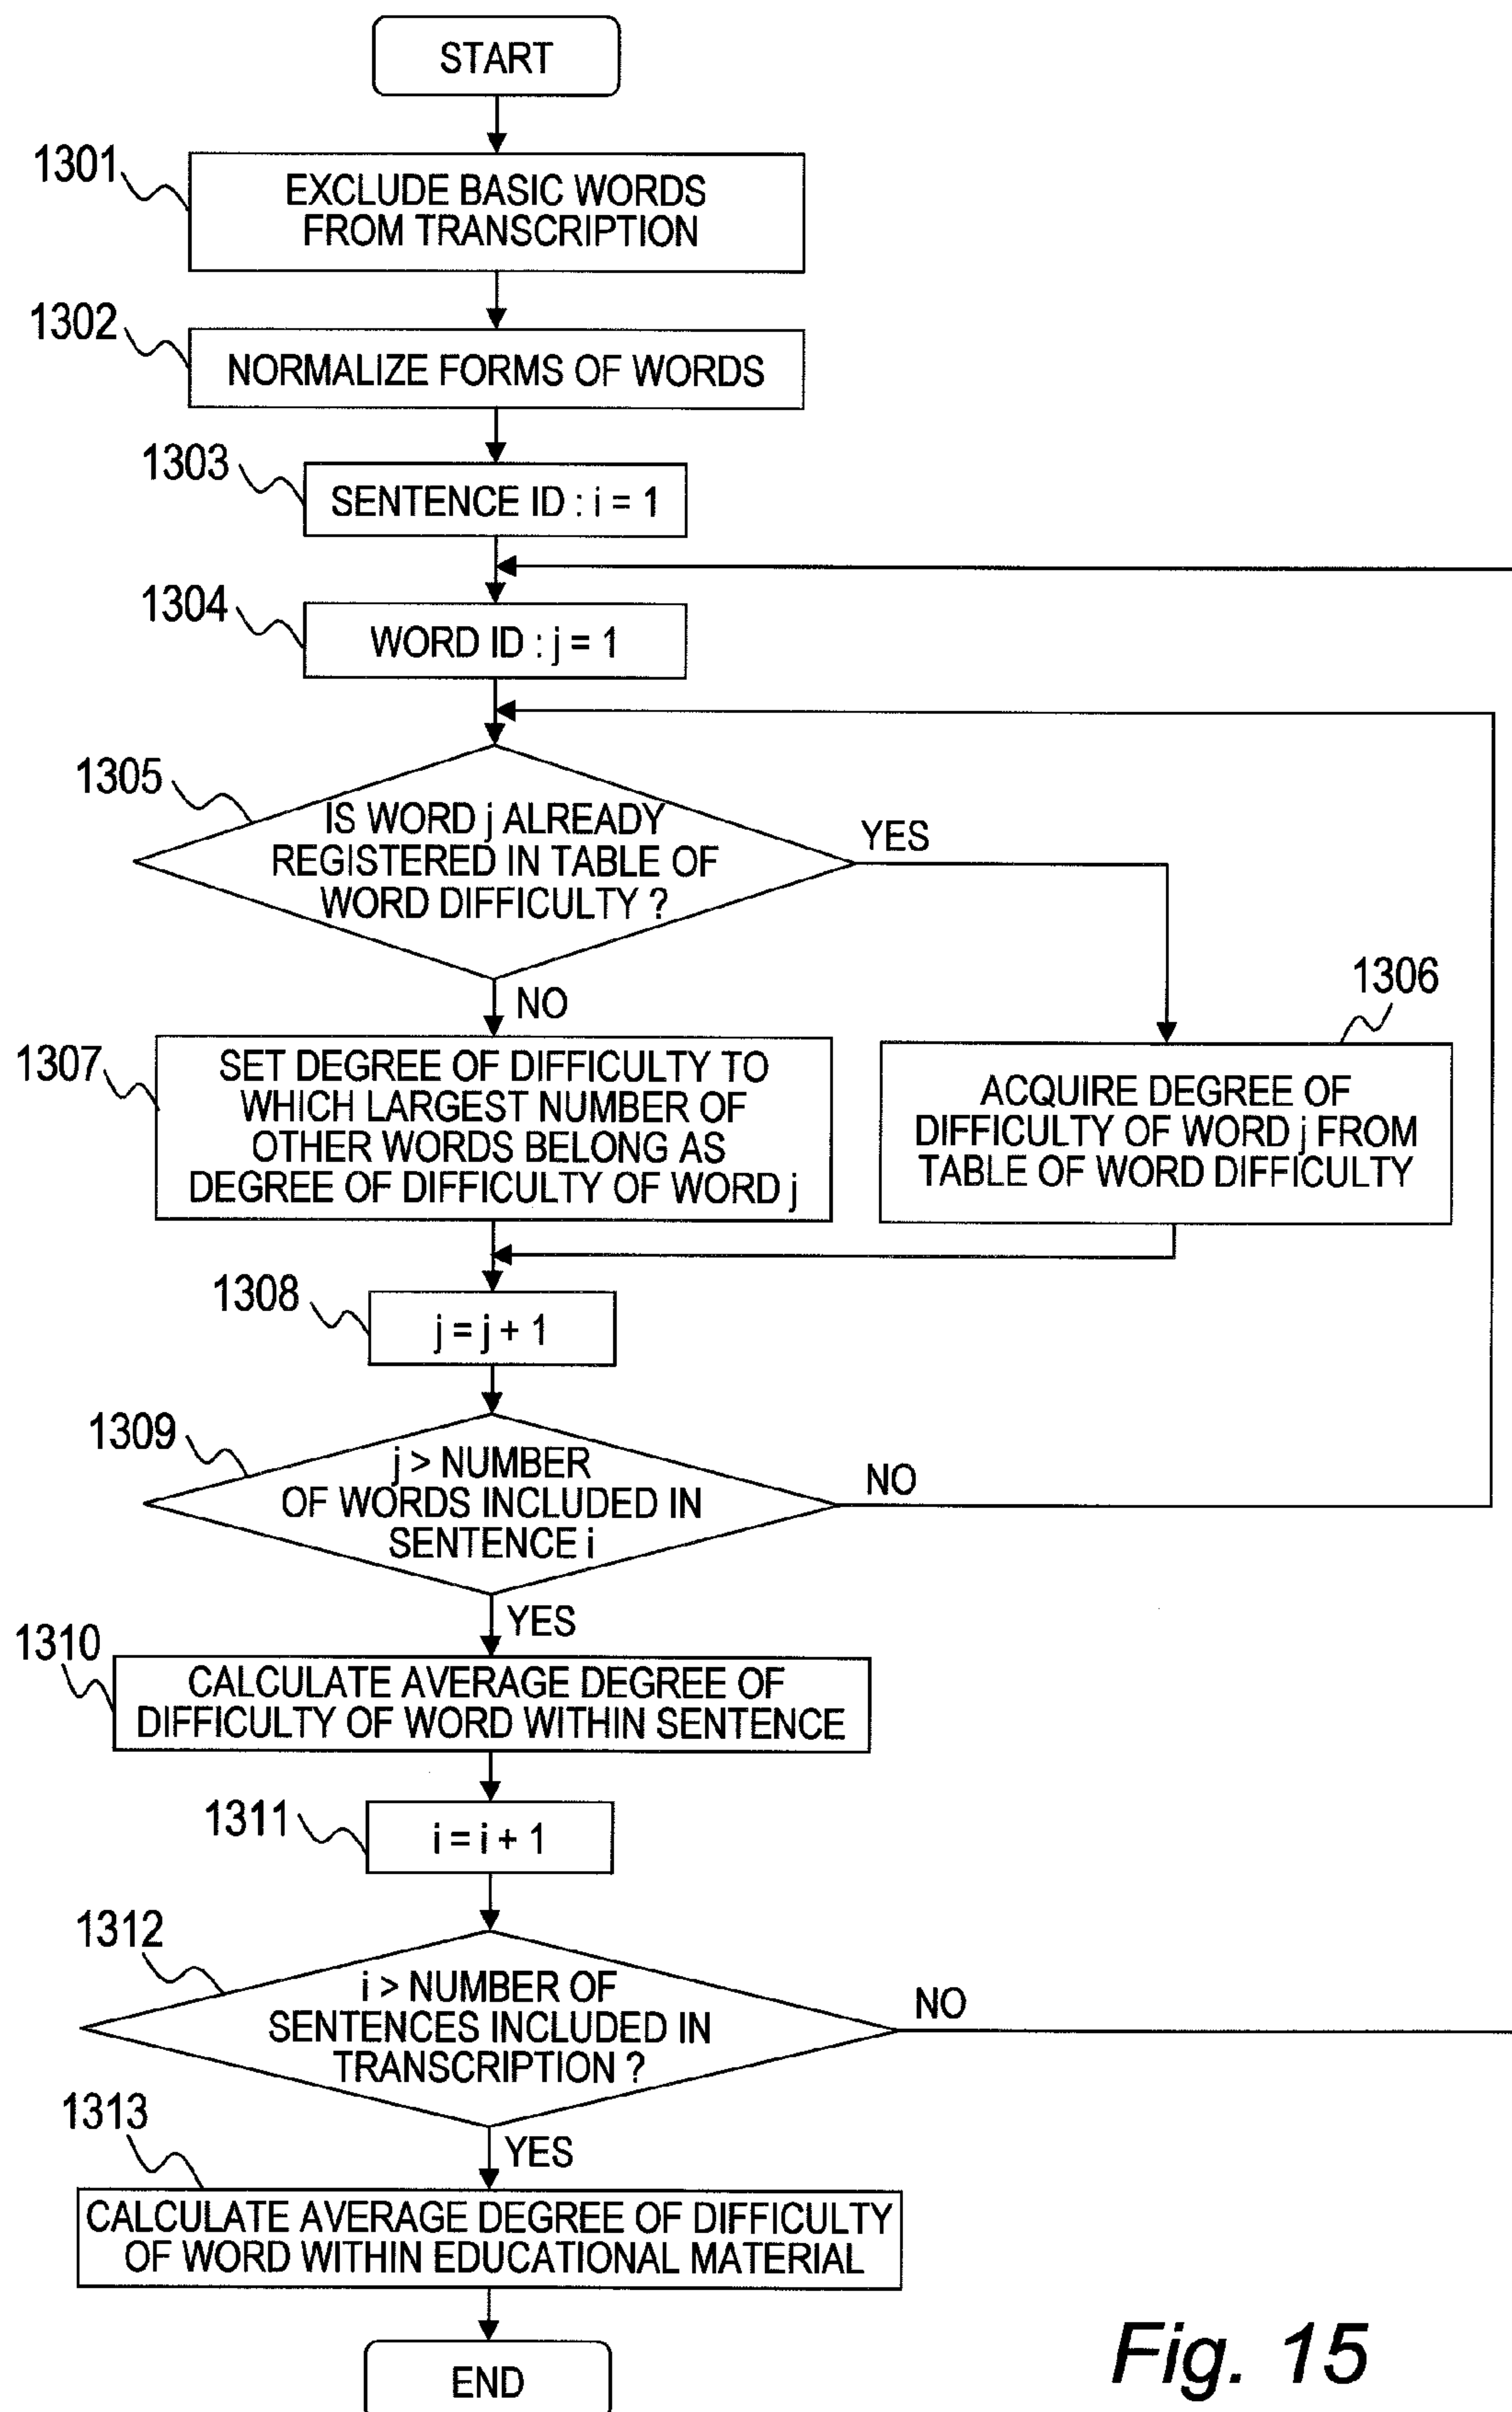 START
1301
EXCLUDE BASIC WORDS
FROM TRANSCRIPTION
1302
NORMALIZE FORMS OF WORDS
1303
SENTENCE ID : i = 1
1304
WORD ID : j = 1
1305
IS WORD j ALREADY
REGISTERED IN TABLE OF
WORD DIFFICULTY ?
YES
NO
1306
ACQUIRE DEGREE OF
DIFFICULTY OF WORD j FROM
TABLE OF WORD DIFFICULTY
1307
SET DEGREE OF DIFFICULTY TO
WHICH LARGEST NUMBER OF
OTHER WORDS BELONG AS
DEGREE OF DIFFICULTY OF WORD j
1308
j = j + 1
1309
j > NUMBER
OF WORDS INCLUDED IN
SENTENCE i
NO
YES
1310
CALCULATE AVERAGE DEGREE OF
DIFFICULTY OF WORD WITHIN SENTENCE
1311
i = i + 1
1312
i > NUMBER OF
SENTENCES INCLUDED IN
TRANSCRIPTION ?
NO
YES
1313
CALCULATE AVERAGE DEGREE OF DIFFICULTY
OF WORD WITHIN EDUCATIONAL MATERIAL
END
Fig. 15